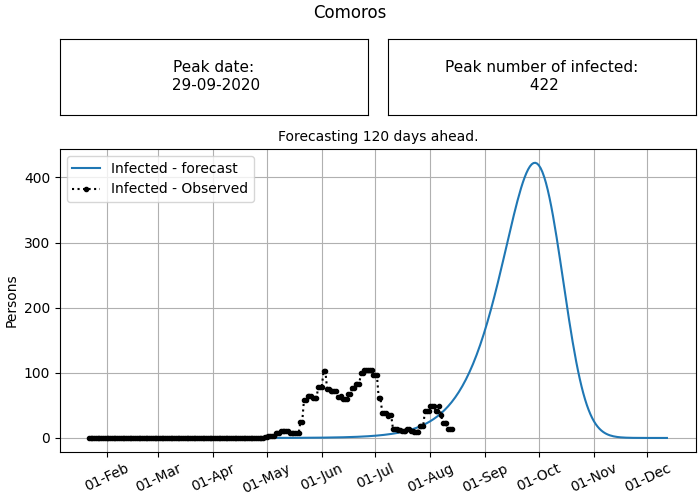 Comoros
Peak date:
29-09-2020
Peak number of infected:
422
Forecasting 120 days ahead.
Infected - forecast
Infected - Observed
Persons
400
300
200
100
0
01-Feb
01-Mar
01-Apr
01-May
01-Jun
01-Jul
01-Aug
01-Sep
01-Oct
01-Nov
01-Dec